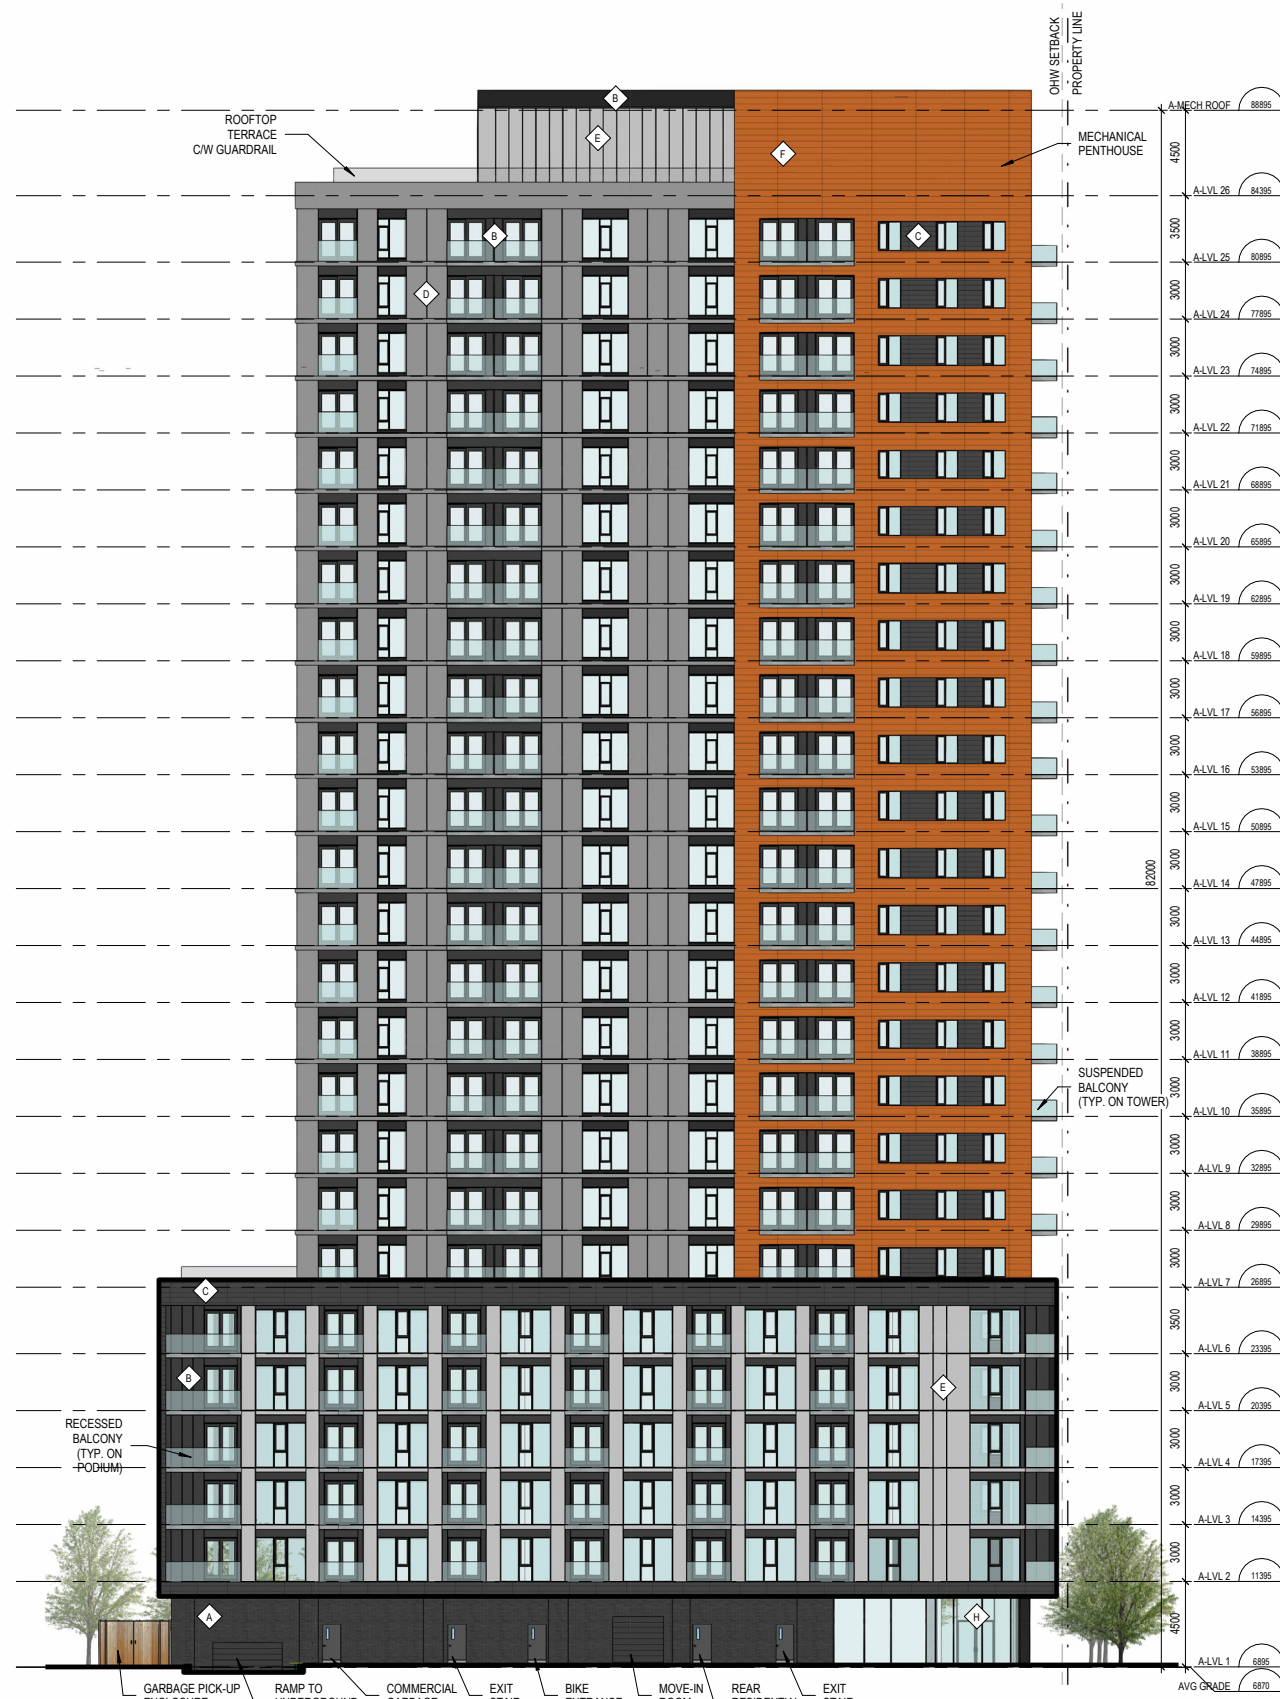 OHW SETBACK
PROPERTY LINE
B
A-MECH ROOF 88895
ROOFTOP
TERRACE
C/W GUARDRAIL
E
F
MECHANICAL
PENTHOUSE
4500
A-LVL 26 84395
B
C
3500
A-LVL 25 80895
D
3000
A-LVL 24 77895
3000
A-LVL 23 74895
3000
A-LVL 22 71895
3000
A-LVL 21 68895
3000
A-LVL 20 65895
3000
A-LVL 19 62895
3000
A-LVL 18 59895
3000
A-LVL 17 56895
3000
A-LVL 16 53895
3000
A-LVL 15 50895
3000
82000
A-LVL 14 47895
3000
A-LVL 13 44895
3000
A-LVL 12 41895
3000
A-LVL 11 38895
SUSPENDED
BALCONY
(TYP. ON TOWER)
3000
A-LVL 10 35895
3000
A-LVL 9 32895
3000
A-LVL 8 29895
3000
A-LVL 7 26895
C
3500
A-LVL 6 23395
B
E
3000
A-LVL 5 20395
RECESSED
BALCONY
(TYP. ON
PODIUM)
3000
A-LVL 4 17395
3000
A-LVL 3 14395
3000
A-LVL 2 11395
A
H
4500
A-LVL 1 6895
AVG GRADE 6870
GARBAGE PICK-UP
RAMP TO
COMMERCIAL
EXIT
BIKE
MOVE-IN
REAR
EXIT